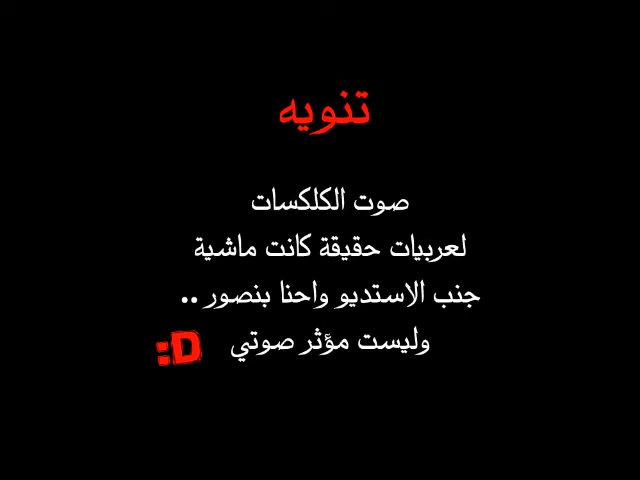 تنويه
صوت الكلكسات
لعربيات حقيقة كانت ماشية
جنب الاستديو واحنا بنصور ..
وليست مؤثر صوتي :D